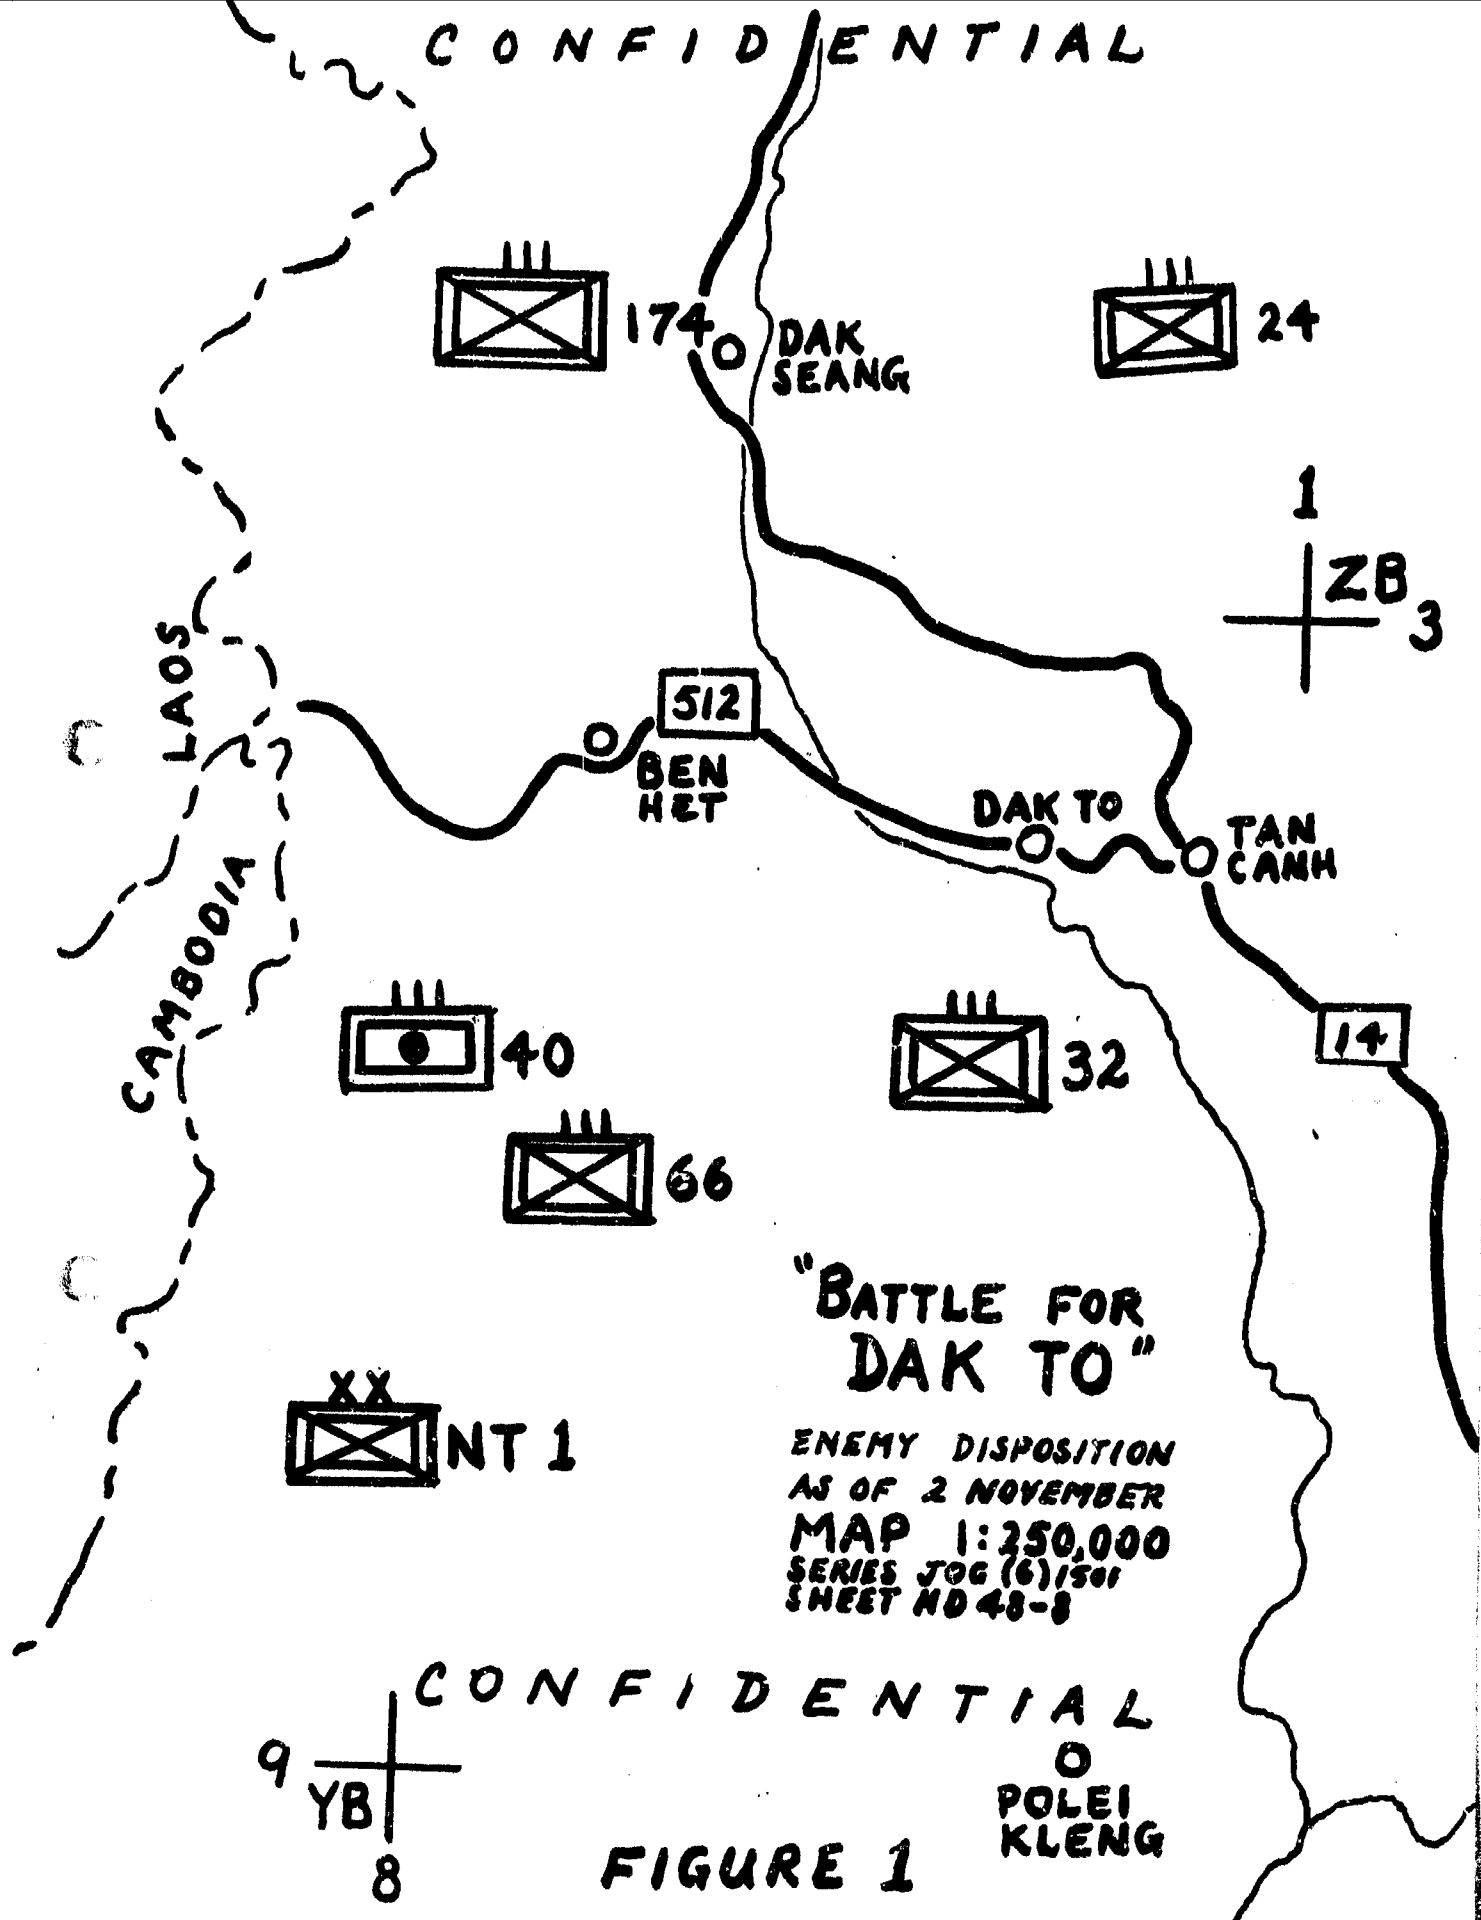 CONFIDENTIAL
174
DAK
SEANG
24
1
ZB
3
LAOS
512
BEN
HET
DAK TO
TAN
CANH
CAMBODIA
14
40
32
66
"BATTLE FOR
DAK TO"
NT 1
ENEMY DISPOSITION
AS OF 2 NOVEMBER
MAP 1:250,000
SERIES JOG (6) 1501
SHEET ND 48-8
CONFIDENTIAL
9
YB
8
POLEI
KLENG
FIGURE 1